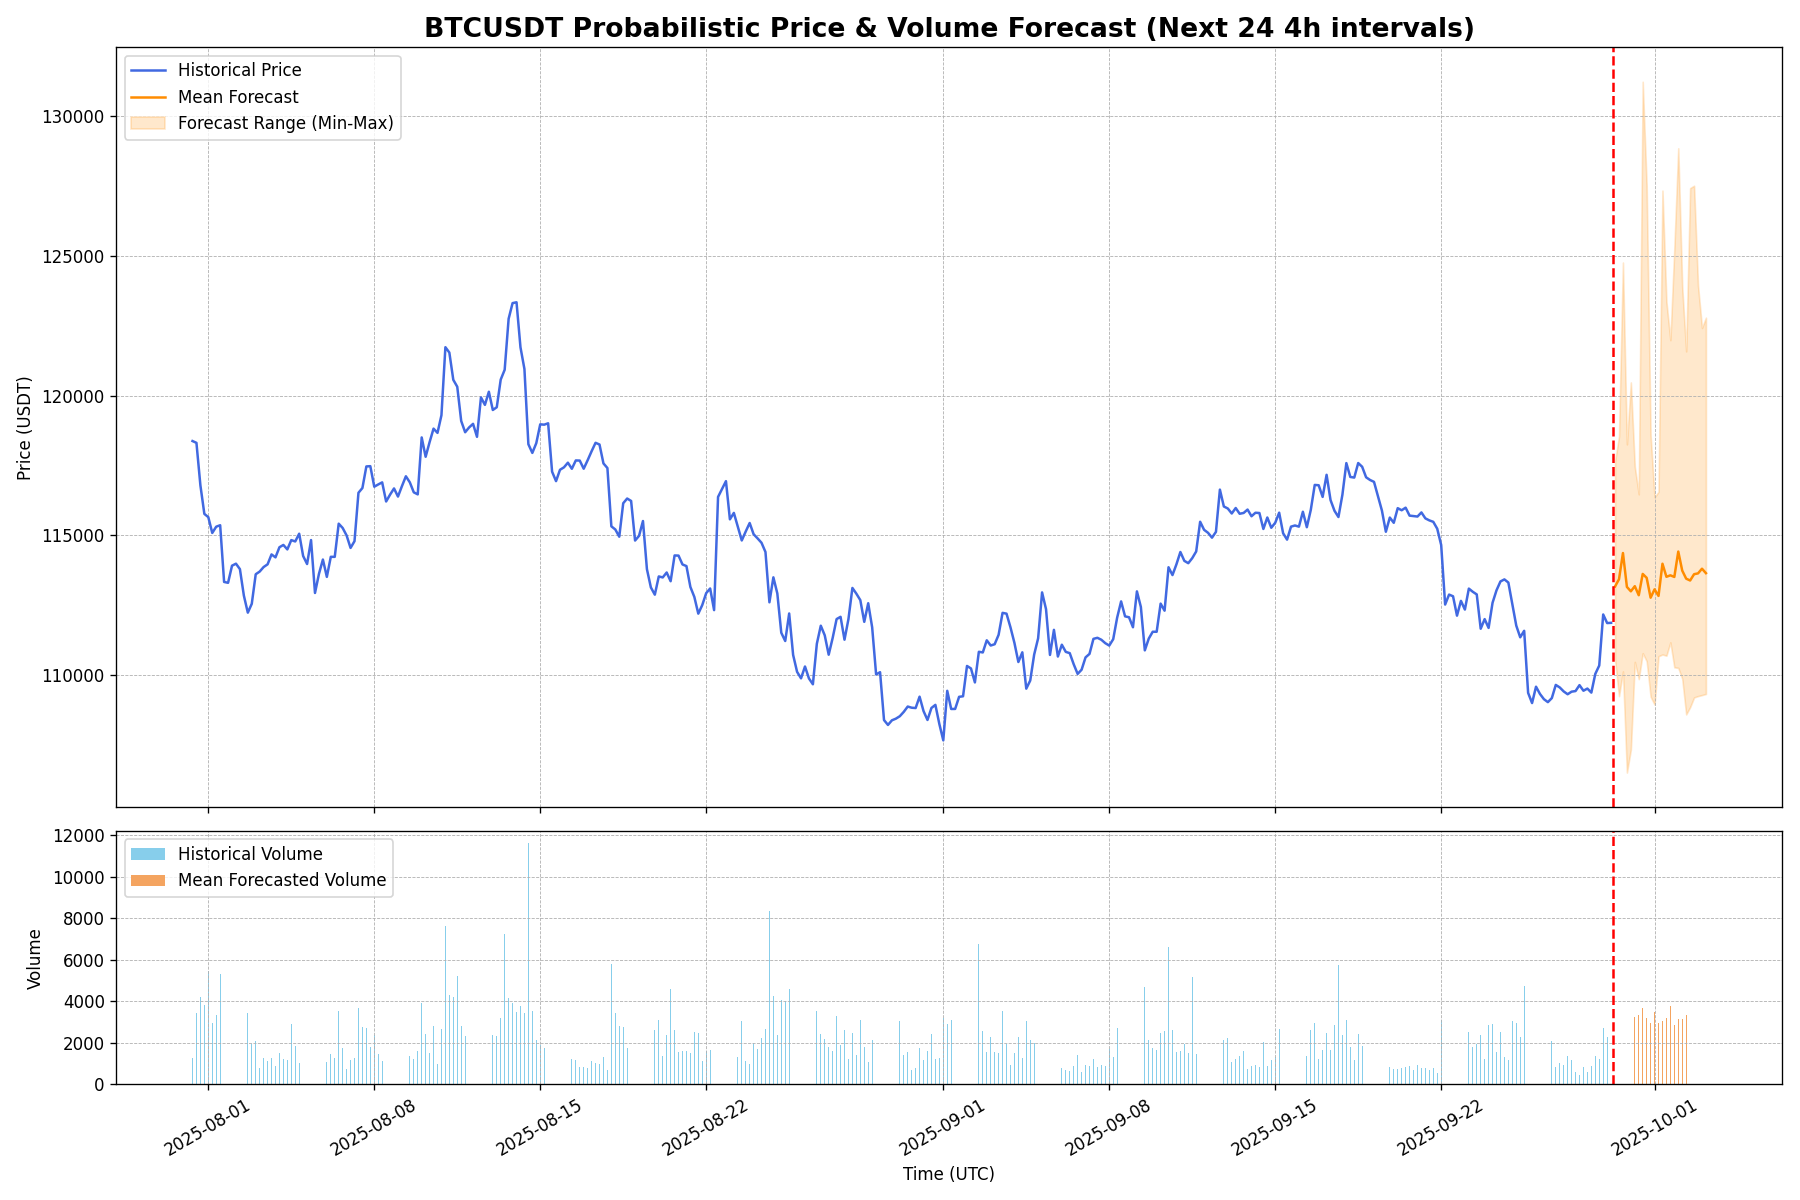 BTCUSDT Probabilistic Price & Volume Forecast (Next 24 4h intervals)
Historical Price
Mean Forecast
Forecast Range (Min-Max)
Price (USDT)
130000
125000
120000
115000
110000
Historical Volume
Mean Forecasted Volume
Volume
12000
10000
8000
6000
4000
2000
0
2025-08-01
2025-08-08
2025-08-15
2025-08-22
2025-09-01
2025-09-08
2025-09-15
2025-09-22
2025-10-01
Time (UTC)